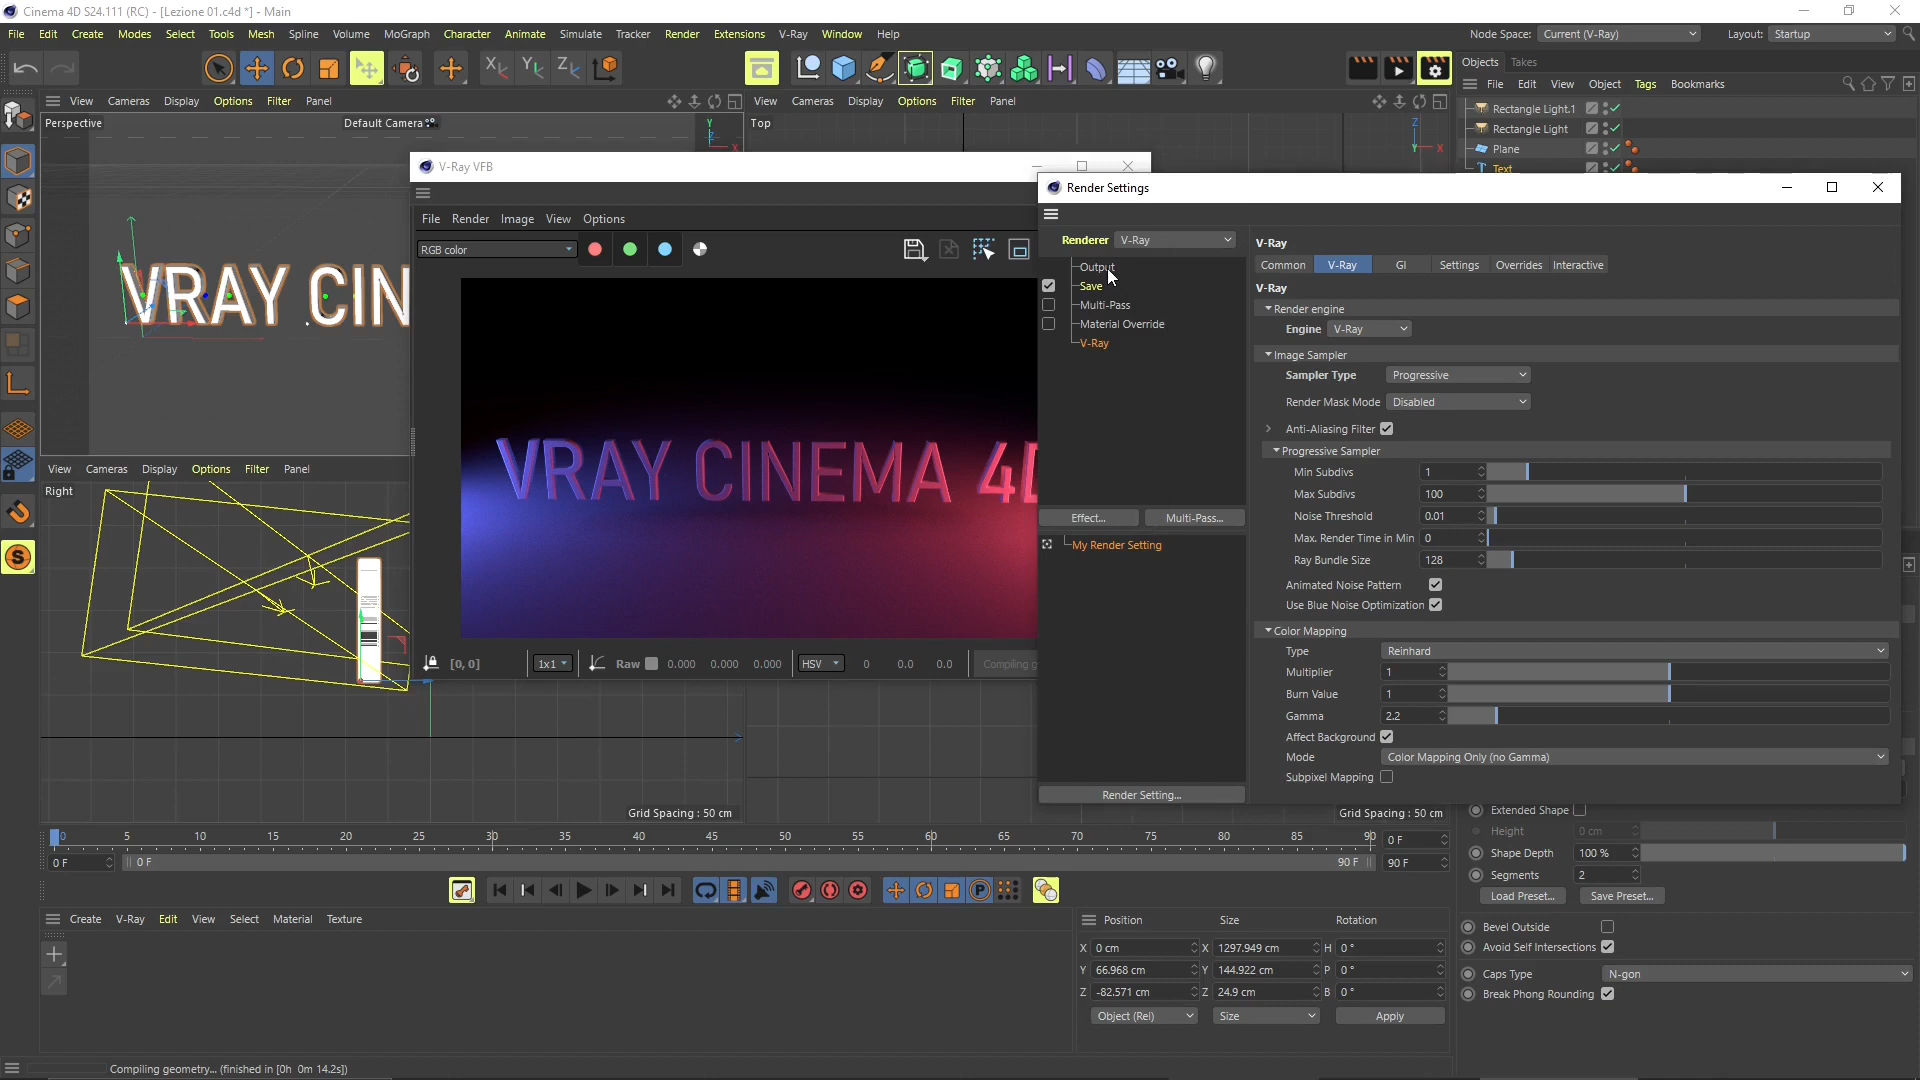 Cinema 4D S24.111 (RC) - [Lezione 01.c4d *] - Main
File Edit Create Modes Select Tools Mesh Spline Volume MoGraph Character Animate Simulate Tracker Render Extensions V-Ray Window Help
Node Space: Current (V-Ray) Layout: Startup
Objects Takes
File Edit View Object Tags Bookmarks
Rectangle Light.1
Rectangle Light
Plane
Text
View Cameras Display Options Filter Panel
Perspective Default Camera
Y
Z
X
VRAY CIN
View Cameras Display Options Filter Panel
Top
Z
Y X
V-Ray VFB
File Render Image View Options
RGB color
VRAY CINEMA 4D
[0, 0] 1x1 Raw 0.000 0.000 0.000 HSV 0 0.0 0.0 Compiling g
View Cameras Display Options Filter Panel
Right
Grid Spacing : 50 cm
Grid Spacing : 50 cm
Render Settings
Renderer V-Ray
Output
Save
Multi-Pass
Material Override
V-Ray
Effect... Multi-Pass...
My Render Setting
Render Setting...
V-Ray
Common V-Ray GI Settings Overrides Interactive
V-Ray
Render engine
Engine V-Ray
Image Sampler
Sampler Type Progressive
Render Mask Mode Disabled
Anti-Aliasing Filter
Progressive Sampler
Min Subdivs 1
Max Subdivs 100
Noise Threshold 0.01
Max. Render Time in Min 0
Ray Bundle Size 128
Animated Noise Pattern
Use Blue Noise Optimization
Color Mapping
Type Reinhard
Multiplier 1
Burn Value 1
Gamma 2.2
Affect Background
Mode Color Mapping Only (no Gamma)
Subpixel Mapping
0 5 10 15 20 25 30 35 40 45 50 55 60 65 70 75 80 85 90 0 F
0 F 0 F 90 F 90 F
Extended Shape
Height 0 cm
Shape Depth 100 %
Segments 2
Load Preset... Save Preset...
Bevel Outside
Avoid Self Intersections
Caps Type N-gon
Break Phong Rounding
Create V-Ray Edit View Select Material Texture
Position Size Rotation
X 0 cm X 1297.949 cm H 0 °
Y 66.968 cm Y 144.922 cm P 0 °
Z -82.571 cm Z 24.9 cm B 0 °
Object (Rel) Size Apply
Compiling geometry... (finished in [0h 0m 14.2s])